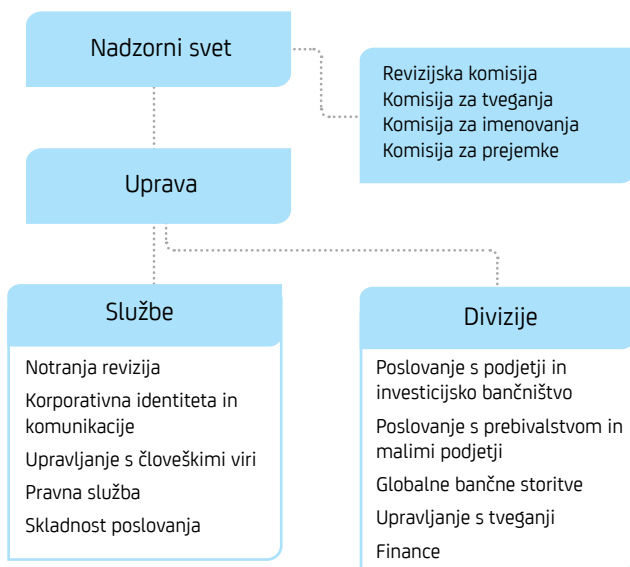 Nadzorni svet
Revizijska komisija
Komisija za tveganja
Komisija za imenovanja
Komisija za prejemke
Uprava
Službe
Notranja revizija
Korporativna identiteta in
komunikacije
Upravljanje s človeškimi viri
Pravna služba
Skladnost poslovanja
Divizije
Poslovanje s podjetji in
investicijsko bančništvo
Poslovanje s prebivalstvom in
malimi podjetji
Globalne bančne storitve
Upravljanje s tveganji
Finance